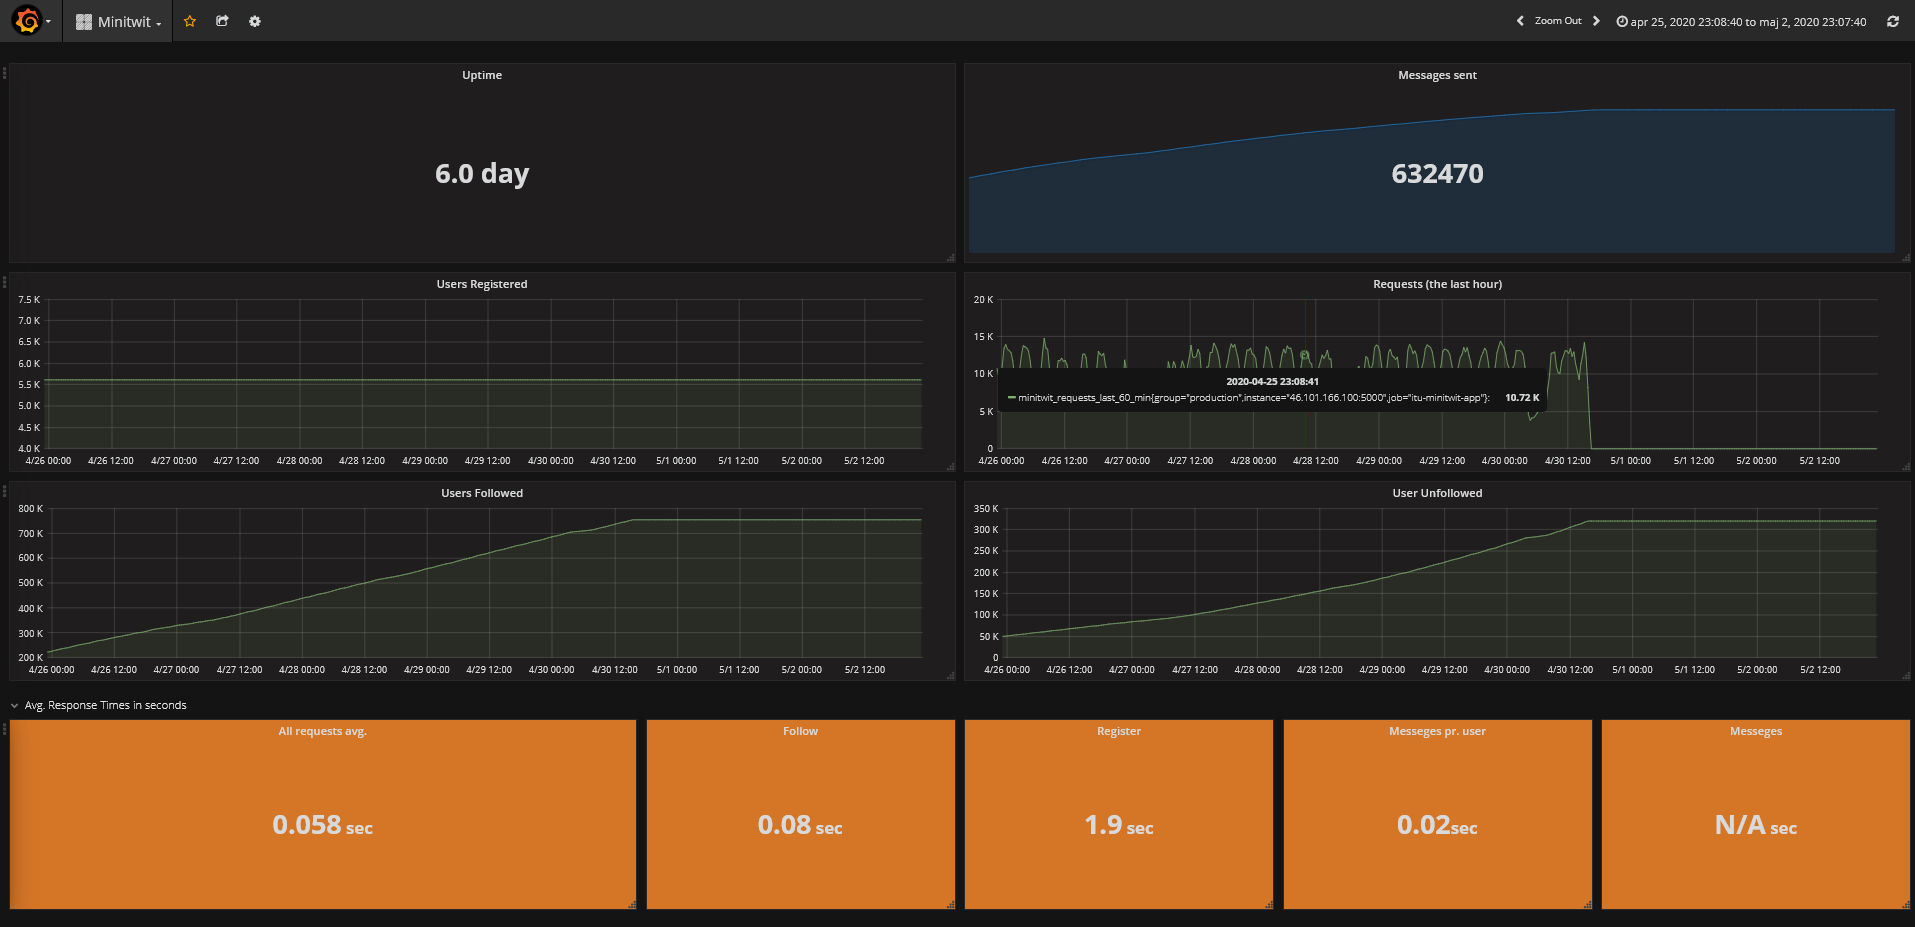 Minitwit
Zoom Out
apr 25, 2020 23:08:40 to maj 2, 2020 23:07:40
Uptime
6.0 day
Messages sent
632470
Users Registered
7.5 K
7.0 K
6.5 K
6.0 K
5.5 K
5.0 K
4.5 K
4.0 K
4/26 00:00 4/26 12:00 4/27 00:00 4/27 12:00 4/28 00:00 4/28 12:00 4/29 00:00 4/29 12:00 4/30 00:00 4/30 12:00 5/1 00:00 5/1 12:00 5/2 00:00 5/2 12:00
Requests (the last hour)
20 K
15 K
10 K
5 K
0
2020-04-25 23:08:41
minitwit_requests_last_60_min{group="production",instance="46.101.166.100:5000",job="itu-minitwit-app"}: 10.72 K
4/26 00:00 4/26 12:00 4/27 00:00 4/27 12:00 4/28 00:00 4/28 12:00 4/29 00:00 4/29 12:00 4/30 00:00 4/30 12:00 5/1 00:00 5/1 12:00 5/2 00:00 5/2 12:00
Users Followed
800 K
700 K
600 K
500 K
400 K
300 K
200 K
4/26 00:00 4/26 12:00 4/27 00:00 4/27 12:00 4/28 00:00 4/28 12:00 4/29 00:00 4/29 12:00 4/30 00:00 4/30 12:00 5/1 00:00 5/1 12:00 5/2 00:00 5/2 12:00
User Unfollowed
350 K
300 K
250 K
200 K
150 K
100 K
50 K
0
4/26 00:00 4/26 12:00 4/27 00:00 4/27 12:00 4/28 00:00 4/28 12:00 4/29 00:00 4/29 12:00 4/30 00:00 4/30 12:00 5/1 00:00 5/1 12:00 5/2 00:00 5/2 12:00
Avg. Response Times in seconds
All requests avg.
0.058 sec
Follow
0.08 sec
Register
1.9 sec
Messeges pr. user
0.02sec
Messeges
N/A sec